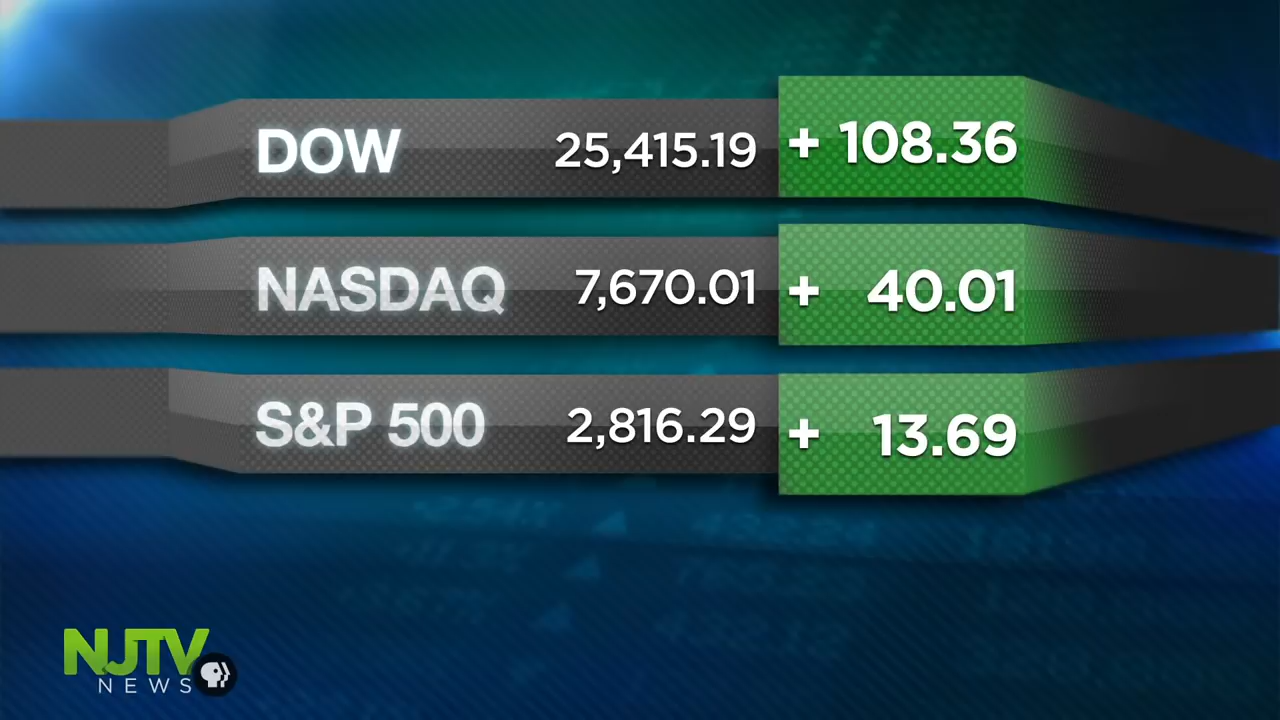 DOW 25,415.19 + 108.36
NASDAQ 7,670.01 + 40.01
S&P 500 2,816.29 + 13.69
NJTV
NEWS